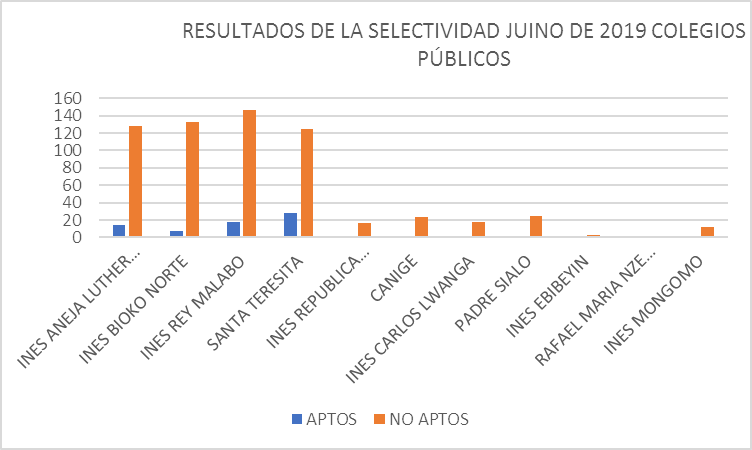 RESULTADOS DE LA SELECTIVIDAD JUINO DE 2019 COLEGIOS
PÚBLICOS
160
140
120
100
80
60
40
20
0
INES ANEJA LUTHER...
INES BIOKO NORTE
INES REY MALABO
SANTA TERESITA
INES REPUBLICA...
CANIGE
INES CARLOS LWANGA
PADRE SIALO
INES EBIBEYIN
RAFAEL MARIA NZE...
INES MONGOMO
APTOS NO APTOS